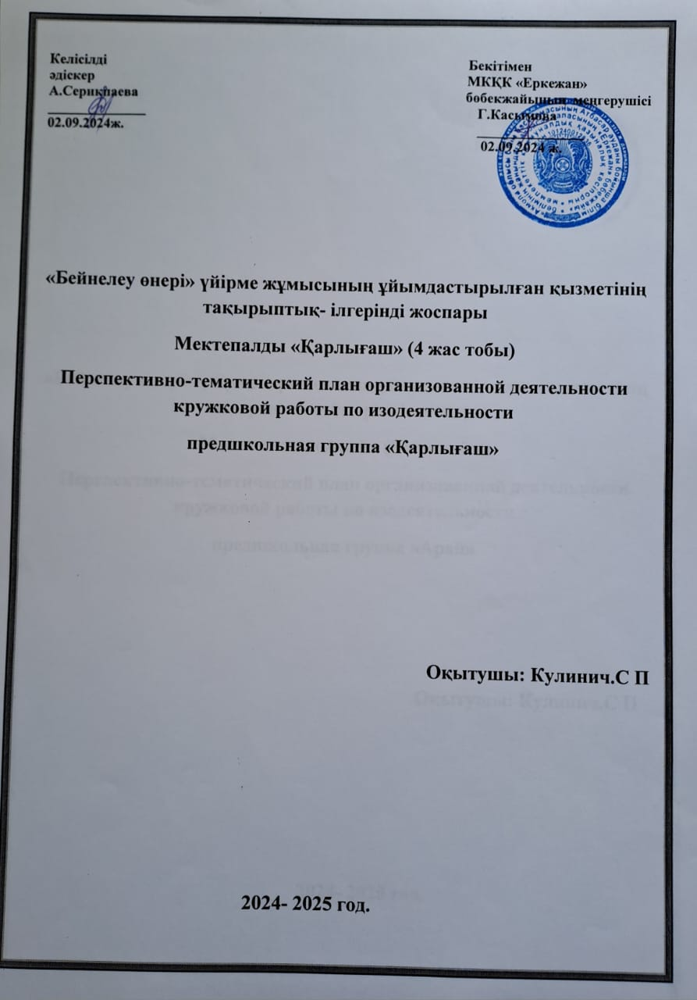 Келісілді
әдіскер
А.Сериқпаева
02.09.2024ж.
Бекітімен
МКҚК «Еркежан»
бөбекжайының меңгерушісі
Г.Касымова
02.09.2024 ж.
«Бейнелеу өнері» үйірме жұмысының ұйымдастырылған қызметінің
тақырыптық- ілгерінді жоспары
Мектепалды «Қарлығаш» (4 жас тобы)
Перспективно-тематический план организованной деятельности
кружковой работы по изодеятельности
предшкольная группа «Қарлығаш»
Оқытушы: Кулинич.С П
2024- 2025 год.